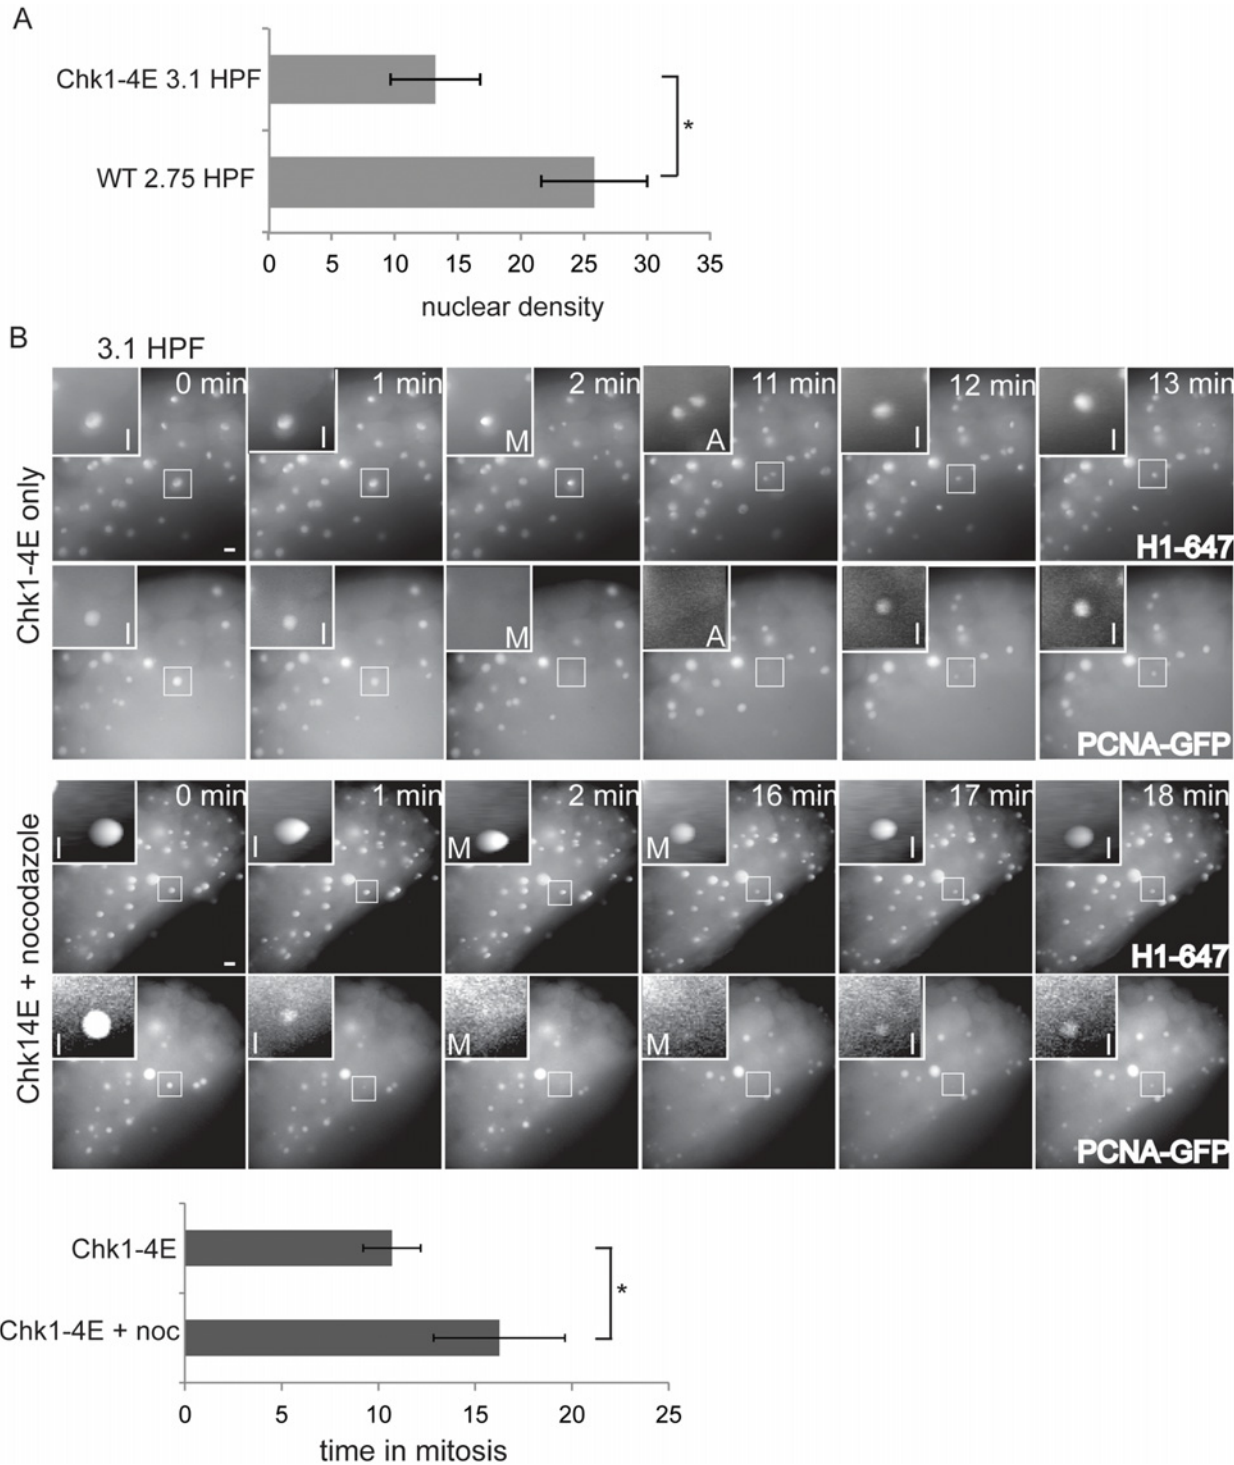 A
Chk1-4E 3.1 HPF
*
WT 2.75 HPF
0 5 10 15 20 25 30 35
nuclear density
B
3.1 HPF
Chk1-4E only
0 min 1 min 2 min 11 min 12 min 13 min
I I M A I I
H1-647
I I M A I I
PCNA-GFP
Chk14E + nocodazole
0 min 1 min 2 min 16 min 17 min 18 min
I I M M I I
H1-647
I I M M I I
PCNA-GFP
Chk1-4E
*
Chk1-4E + noc
0 5 10 15 20 25
time in mitosis